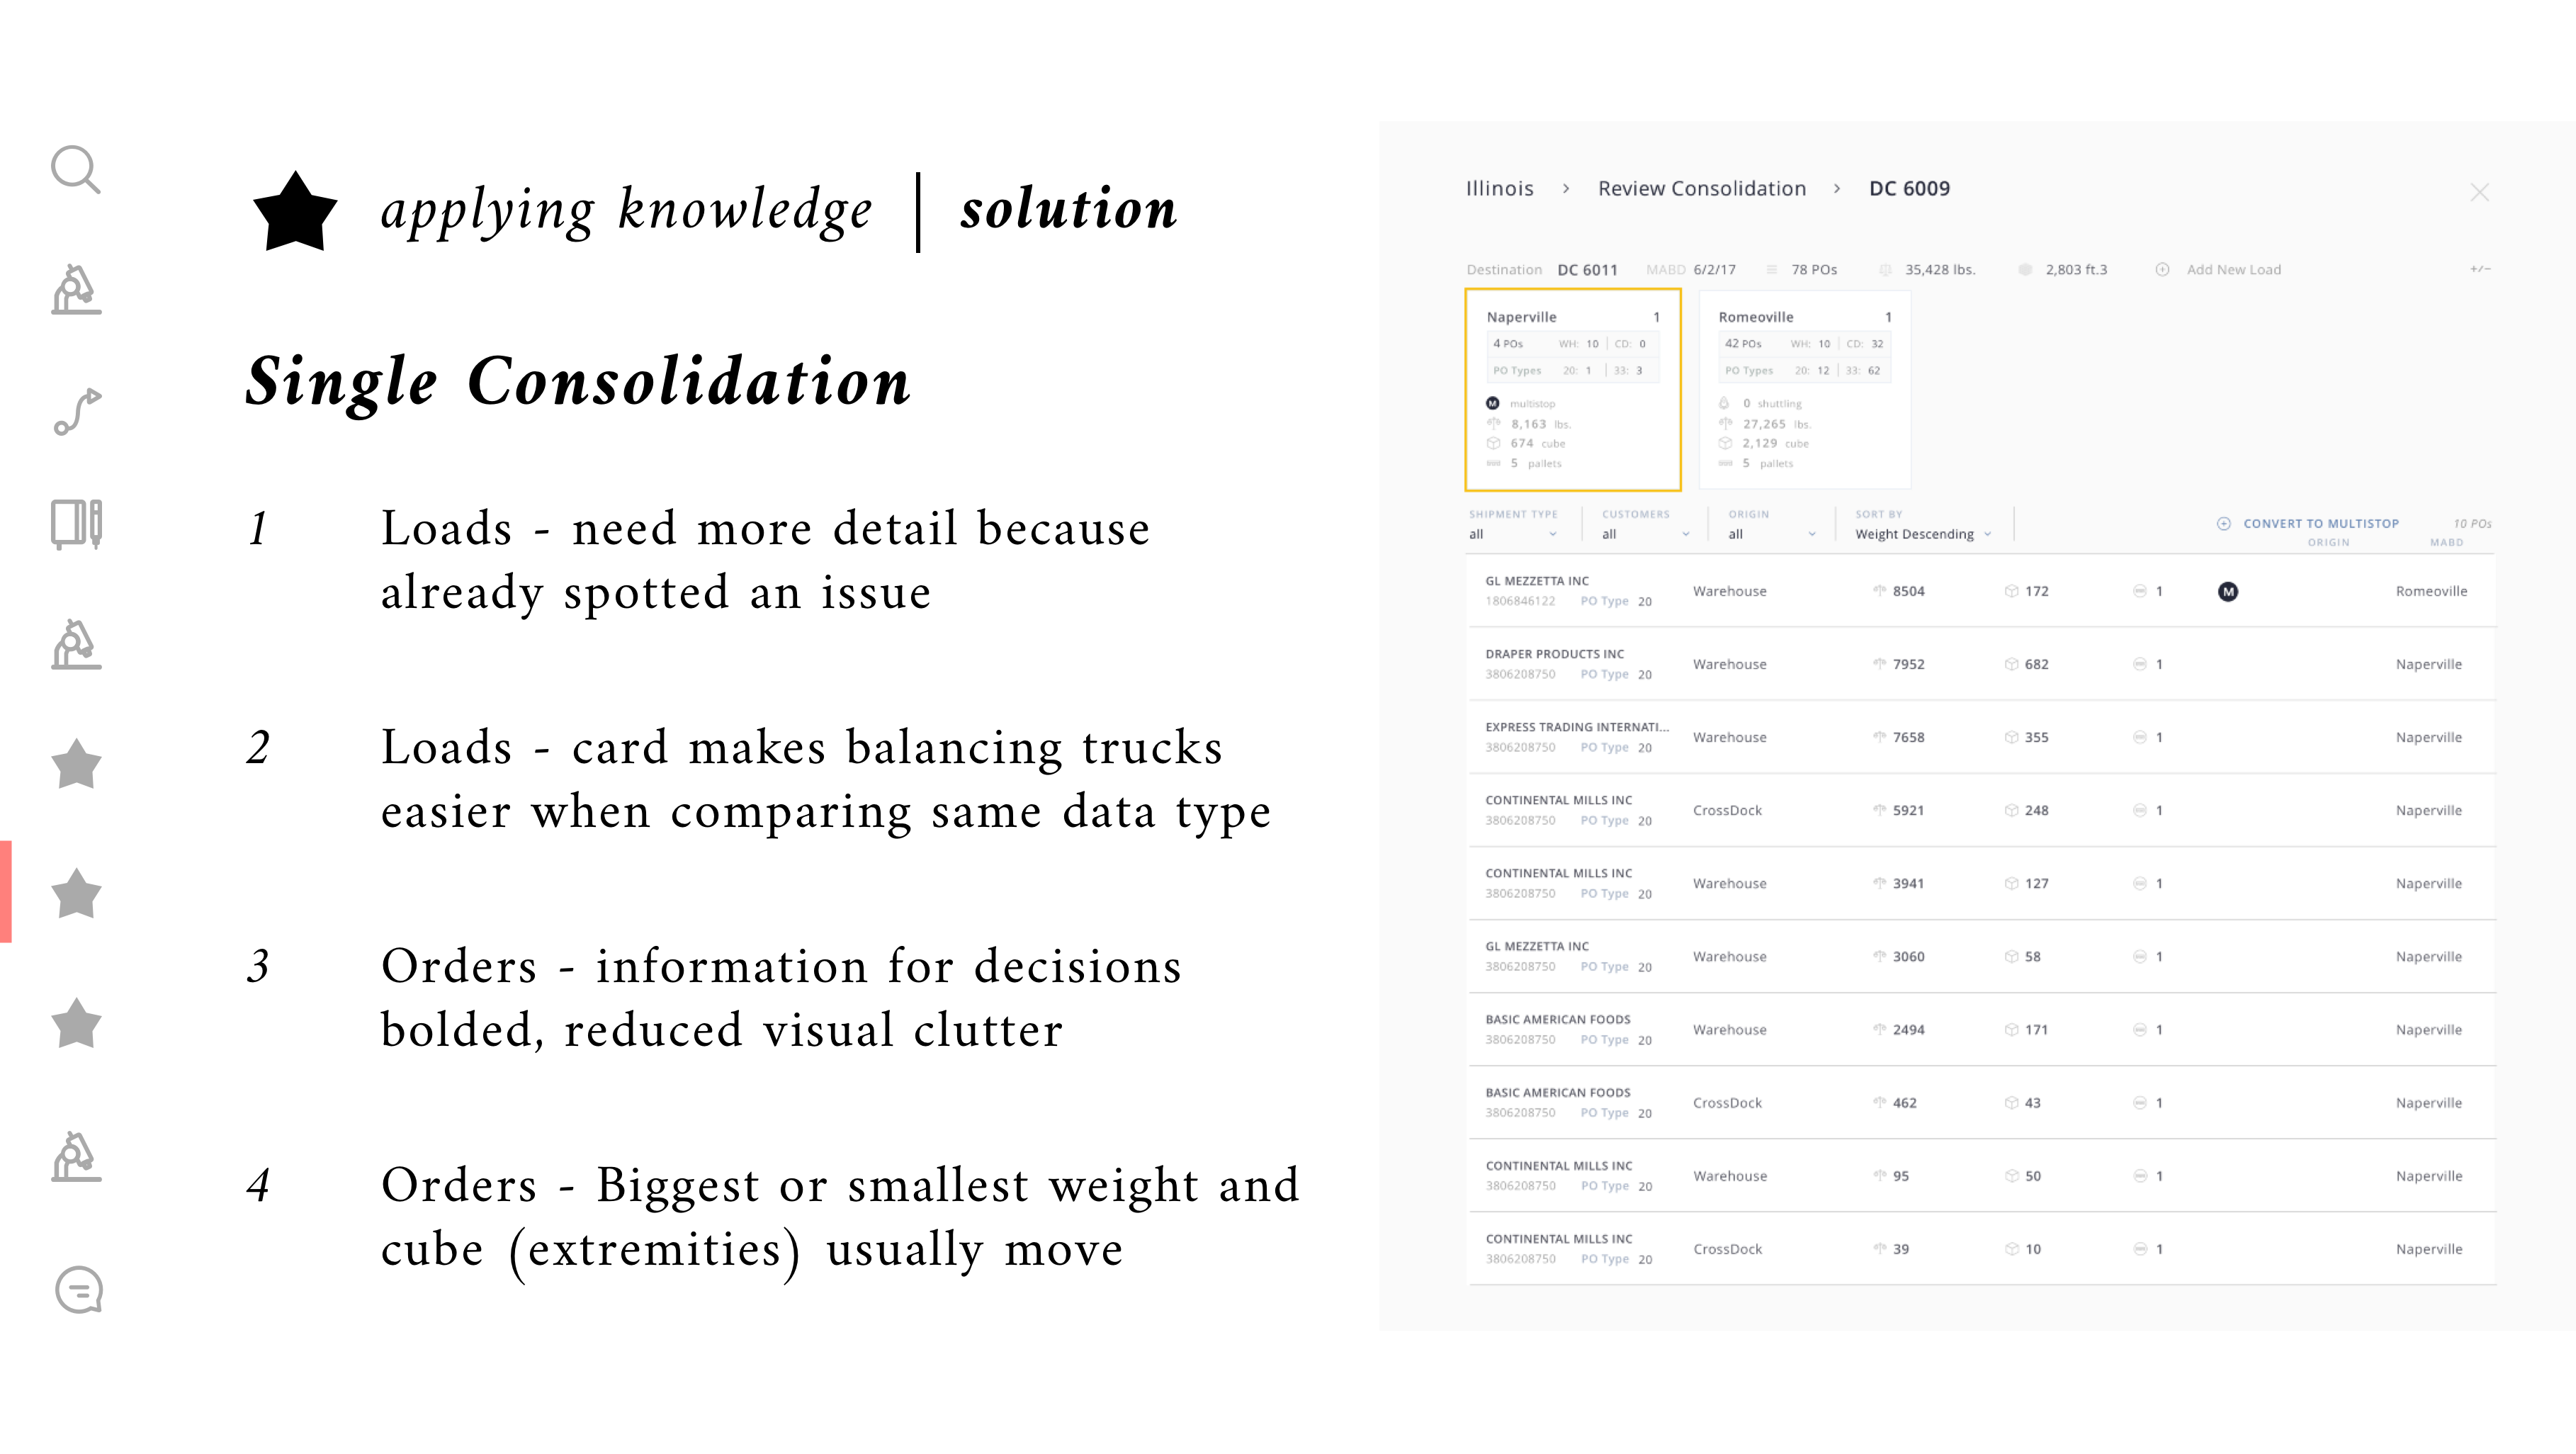 applying knowledge | solution
Single Consolidation
1 Loads - need more detail because
already spotted an issue
2 Loads - card makes balancing trucks
easier when comparing same data type
3 Orders - information for decisions
bolded, reduced visual clutter
4 Orders - Biggest or smallest weight and
cube (extremities) usually move
Illinois > Review Consolidation > DC 6009
Destination DC 6011 MABD 6/2/17 78 POs 35,428 lbs. 2,803 ft.3 Add New Load +/-
Naperville 1
4 POs WH: 10 | CD: 0
PO Types 20: 1 | 33: 3
M multistop
8,163 lbs.
674 cube
5 pallets
Romeoville 1
42 POs WH: 10 | CD: 32
PO Types 20: 12 | 33: 62
0 shuttling
27,265 lbs.
2,129 cube
5 pallets
SHIPMENT TYPE CUSTOMERS ORIGIN SORT BY
all all all Weight Descending
CONVERT TO MULTISTOP 10 POs
ORIGIN MABD
GL MEZZETTA INC
1806846122 PO Type 20 Warehouse 8504 172 1 M Romeoville
DRAPER PRODUCTS INC
3806208750 PO Type 20 Warehouse 7952 682 1 Naperville
EXPRESS TRADING INTERNATI...
3806208750 PO Type 20 Warehouse 7658 355 1 Naperville
CONTINENTAL MILLS INC
3806208750 PO Type 20 CrossDock 5921 248 1 Naperville
CONTINENTAL MILLS INC
3806208750 PO Type 20 Warehouse 3941 127 1 Naperville
GL MEZZETTA INC
3806208750 PO Type 20 Warehouse 3060 58 1 Naperville
BASIC AMERICAN FOODS
3806208750 PO Type 20 Warehouse 2494 171 1 Naperville
BASIC AMERICAN FOODS
3806208750 PO Type 20 CrossDock 462 43 1 Naperville
CONTINENTAL MILLS INC
3806208750 PO Type 20 Warehouse 95 50 1 Naperville
CONTINENTAL MILLS INC
3806208750 PO Type 20 CrossDock 39 10 1 Naperville